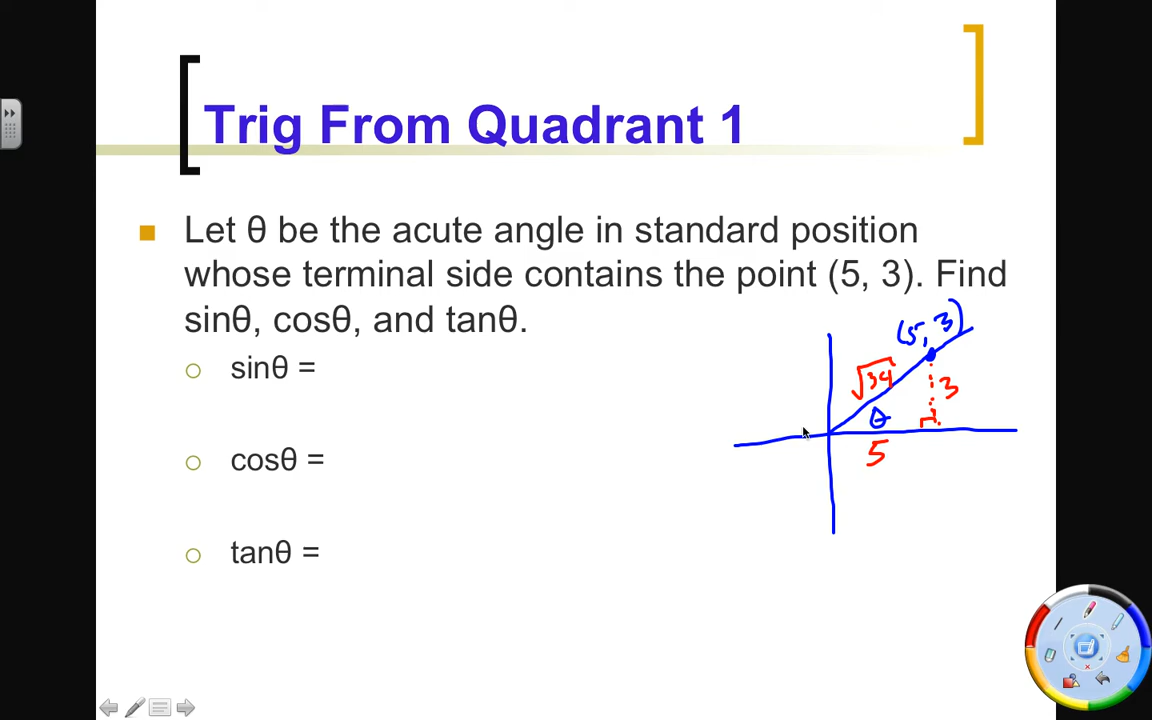 Trig From Quadrant 1
Let θ be the acute angle in standard position
whose terminal side contains the point (5, 3). Find
sinθ, cosθ, and tanθ.
(5, 3)
sinθ =
√34
3
θ
5
cosθ =
tanθ =